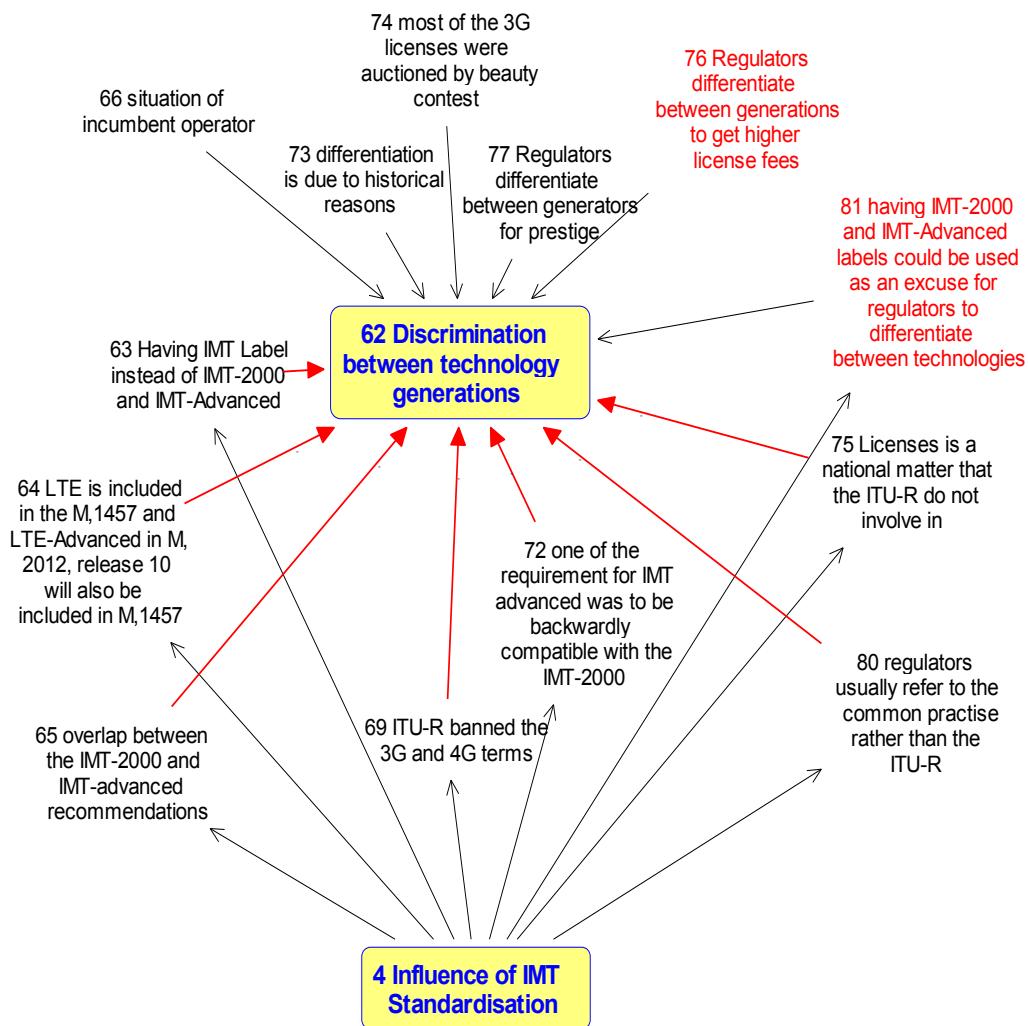 74 most of the 3G
licenses were
auctioned by beauty
contest
76 Regulators
differentiate
between generations
to get higher
license fees
66 situation of
incumbent operator
73 differentiation
is due to historical
reasons
77 Regulators
differentiate
between generators
for prestige
81 having IMT-2000
and IMT-Advanced
labels could be used
as an excuse for
regulators to
differentiate
between technologies
62 Discrimination
between technology
generations
63 Having IMT Label
instead of IMT-2000
and IMT-Advanced
75 Licenses is a
national matter that
the ITU-R do not
involve in
64 LTE is included
in the M,1457 and
LTE-Advanced in M,
2012, release 10
will also be
included in M,1457
72 one of the
requirement for IMT
advanced was to be
backwardly
compatible with the
IMT-2000
80 regulators
usually refer to the
common practise
rather than the
ITU-R
65 overlap between
the IMT-2000 and
IMT-advanced
recommendations
69 ITU-R banned the
3G and 4G terms
4 Influence of IMT
Standardisation